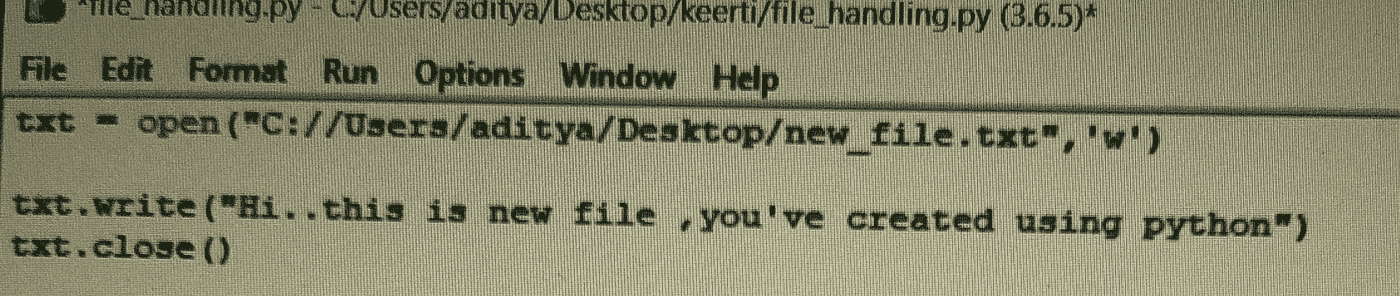 *file_handling.py - C:/Users/aditya/Desktop/keerti/file_handling.py (3.6.5)*
File Edit Format Run Options Window Help
txt = open("C://Users/aditya/Desktop/new_file.txt",'w')
txt.write("Hi..this is new file ,you've created using python")
txt.close()